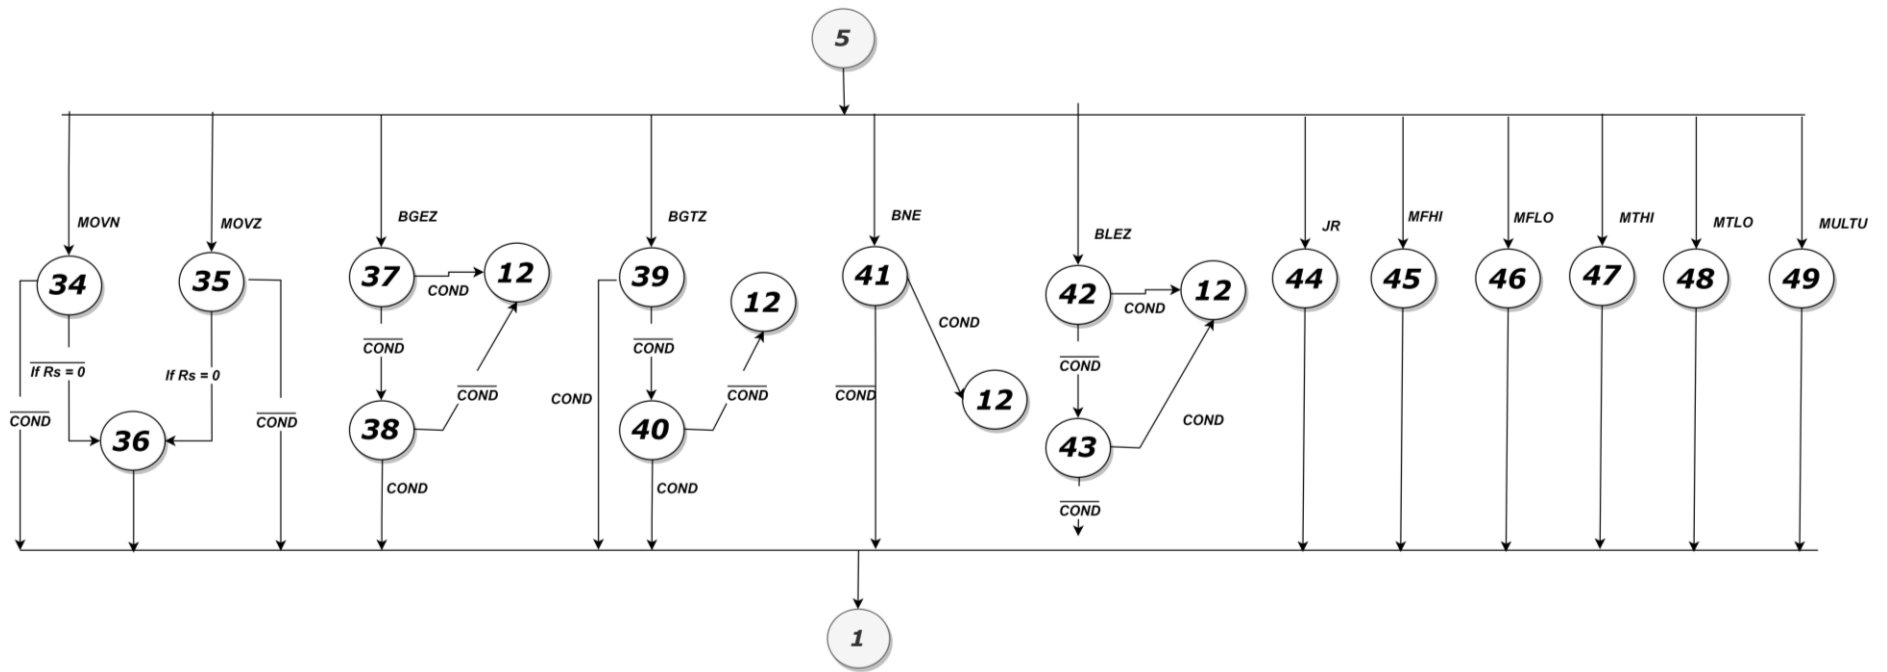 5
MOVN
MOVZ
BGEZ
BGTZ
BNE
BLEZ
JR
MFHI
MFLO
MTHI
MTLO
MULTU
34
35
37
12
39
12
41
42
12
44
45
46
47
48
49
COND
COND
COND
COND
COND
COND
COND
If Rs = 0
If Rs = 0
COND
COND
COND
COND
COND
12
COND
COND
36
38
40
43
COND
COND
COND
1